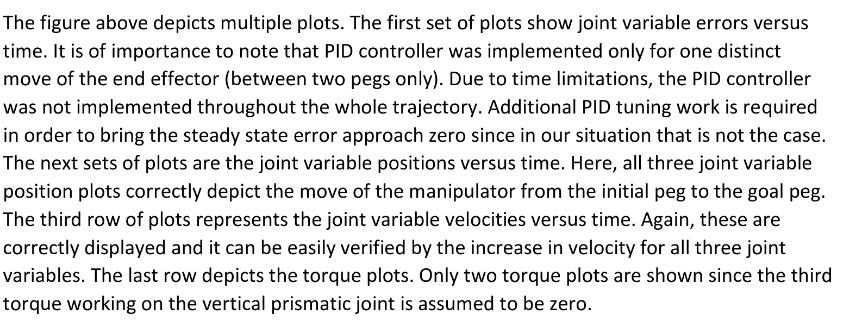 The figure above depicts multiple plots. The first set of plots show joint variable errors versus
time. It is of importance to note that PID controller was implemented only for one distinct
move of the end effector (between two pegs only). Due to time limitations, the PID controller
was not implemented throughout the whole trajectory. Additional PID tuning work is required
in order to bring the steady state error approach zero since in our situation that is not the case.
The next sets of plots are the joint variable positions versus time. Here, all three joint variable
position plots correctly depict the move of the manipulator from the initial peg to the goal peg.
The third row of plots represents the joint variable velocities versus time. Again, these are
correctly displayed and it can be easily verified by the increase in velocity for all three joint
variables. The last row depicts the torque plots. Only two torque plots are shown since the third
torque working on the vertical prismatic joint is assumed to be zero.